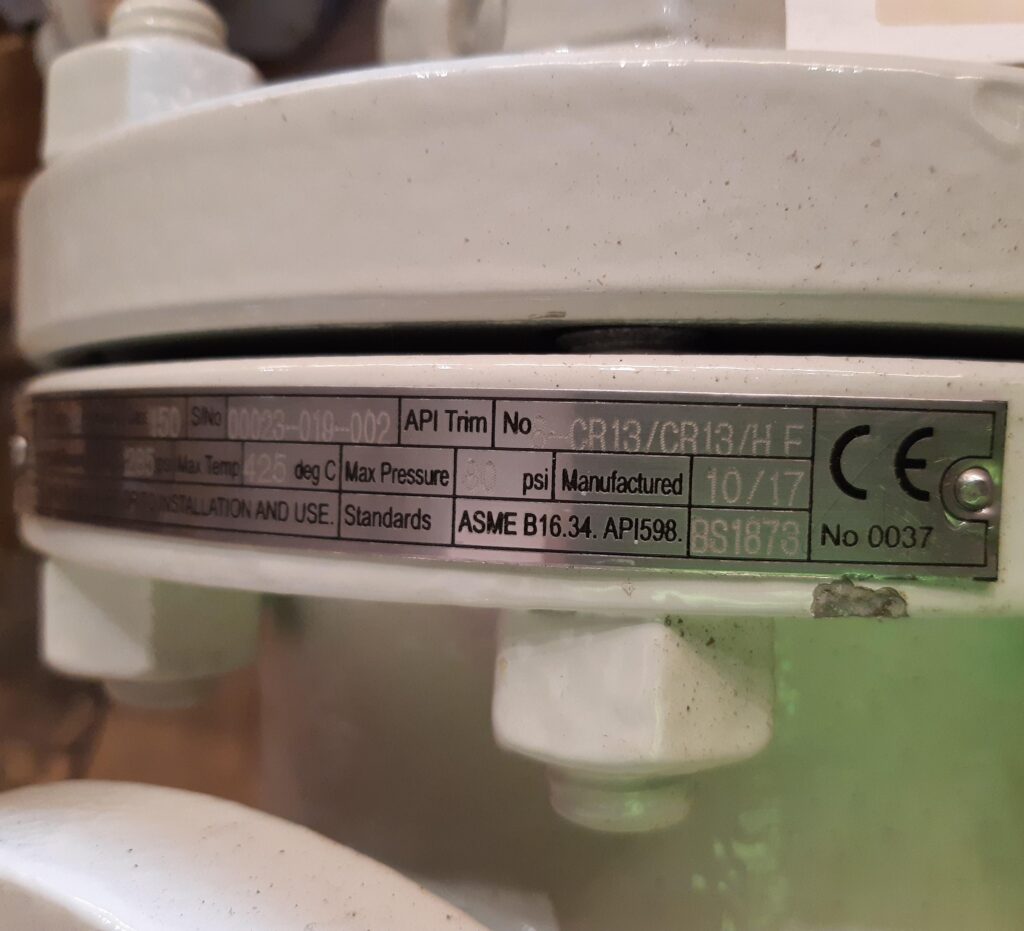 150 S/No 00023-019-002 API Trim No CR13/CR13/H F CE
psi Max Temp 425 deg C Max Pressure 80 psi Manufactured 10/17
INSTALLATION AND USE. Standards ASME B16.34. API598. BS1873 No 0037